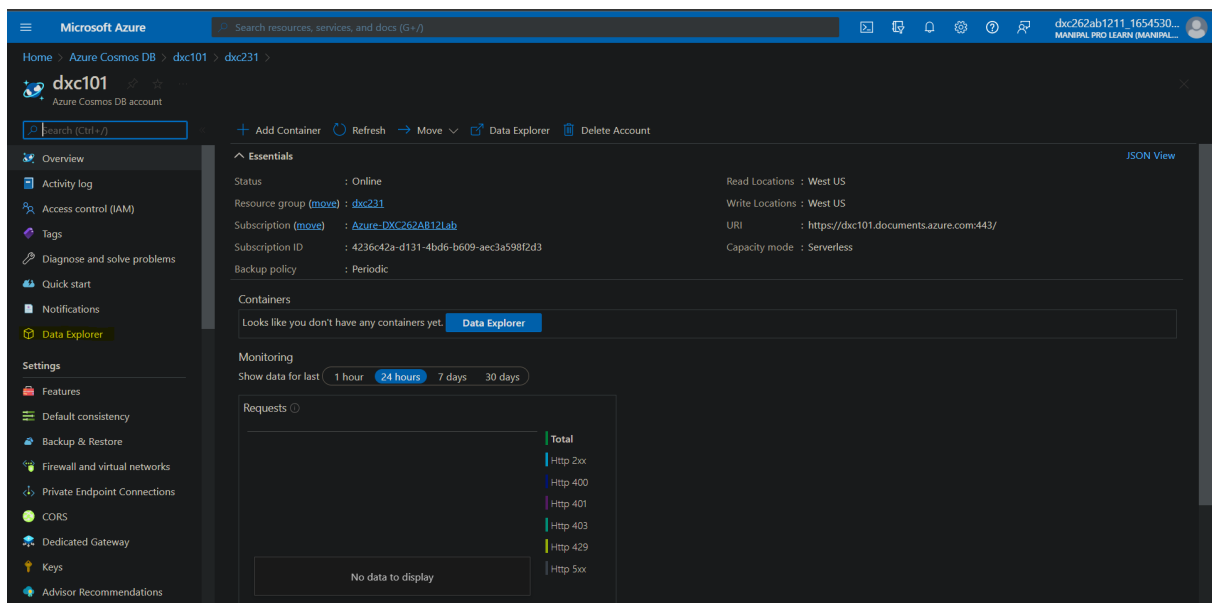 Microsoft Azure
Search resources, services, and docs (G+/)
dxc262ab1211_1654530...
MANIPAL PRO LEARN (MANIPAL...
Home > Azure Cosmos DB > dxc101 > dxc231 >
dxc101
Azure Cosmos DB account
Search (Ctrl+/)
Overview
Activity log
Access control (IAM)
Tags
Diagnose and solve problems
Quick start
Notifications
Data Explorer
Settings
Features
Default consistency
Backup & Restore
Firewall and virtual networks
Private Endpoint Connections
CORS
Dedicated Gateway
Keys
Advisor Recommendations
Add Container Refresh Move Data Explorer Delete Account
Essentials
JSON View
Status : Online
Resource group (move) : dxc231
Subscription (move) : Azure-DXC262AB12Lab
Subscription ID : 4236c42a-d131-4bd6-b609-aec3a598f2d3
Backup policy : Periodic
Read Locations : West US
Write Locations : West US
URI : https://dxc101.documents.azure.com:443/
Capacity mode : Serverless
Containers
Looks like you don't have any containers yet. Data Explorer
Monitoring
Show data for last 1 hour 24 hours 7 days 30 days
Requests
Total
Http 2xx
Http 400
Http 401
Http 403
Http 429
Http 5xx
No data to display